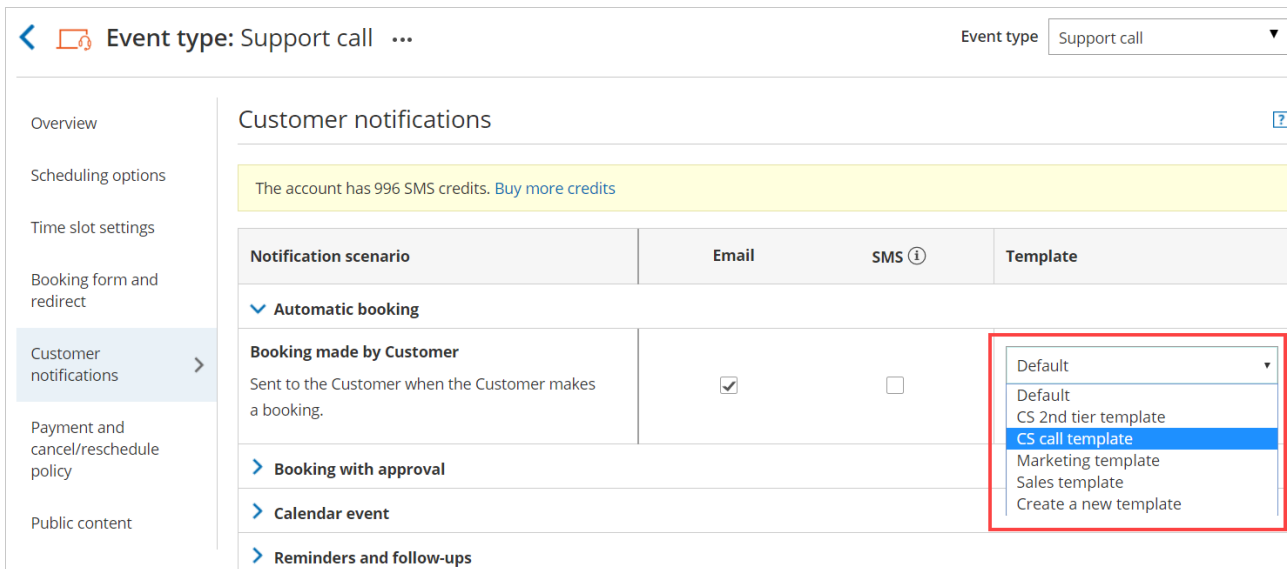 Event type: Support call ...
Event type
Support call
Overview
Scheduling options
Time slot settings
Booking form and
redirect
Customer
notifications
Payment and
cancel/reschedule
policy
Public content
Customer notifications
?
The account has 996 SMS credits. Buy more credits
Notification scenario
Email
SMS
i
Template
Automatic booking
Booking made by Customer
Sent to the Customer when the Customer makes
a booking.
Default
Default
CS 2nd tier template
CS call template
Marketing template
Sales template
Create a new template
Booking with approval
Calendar event
Reminders and follow-ups